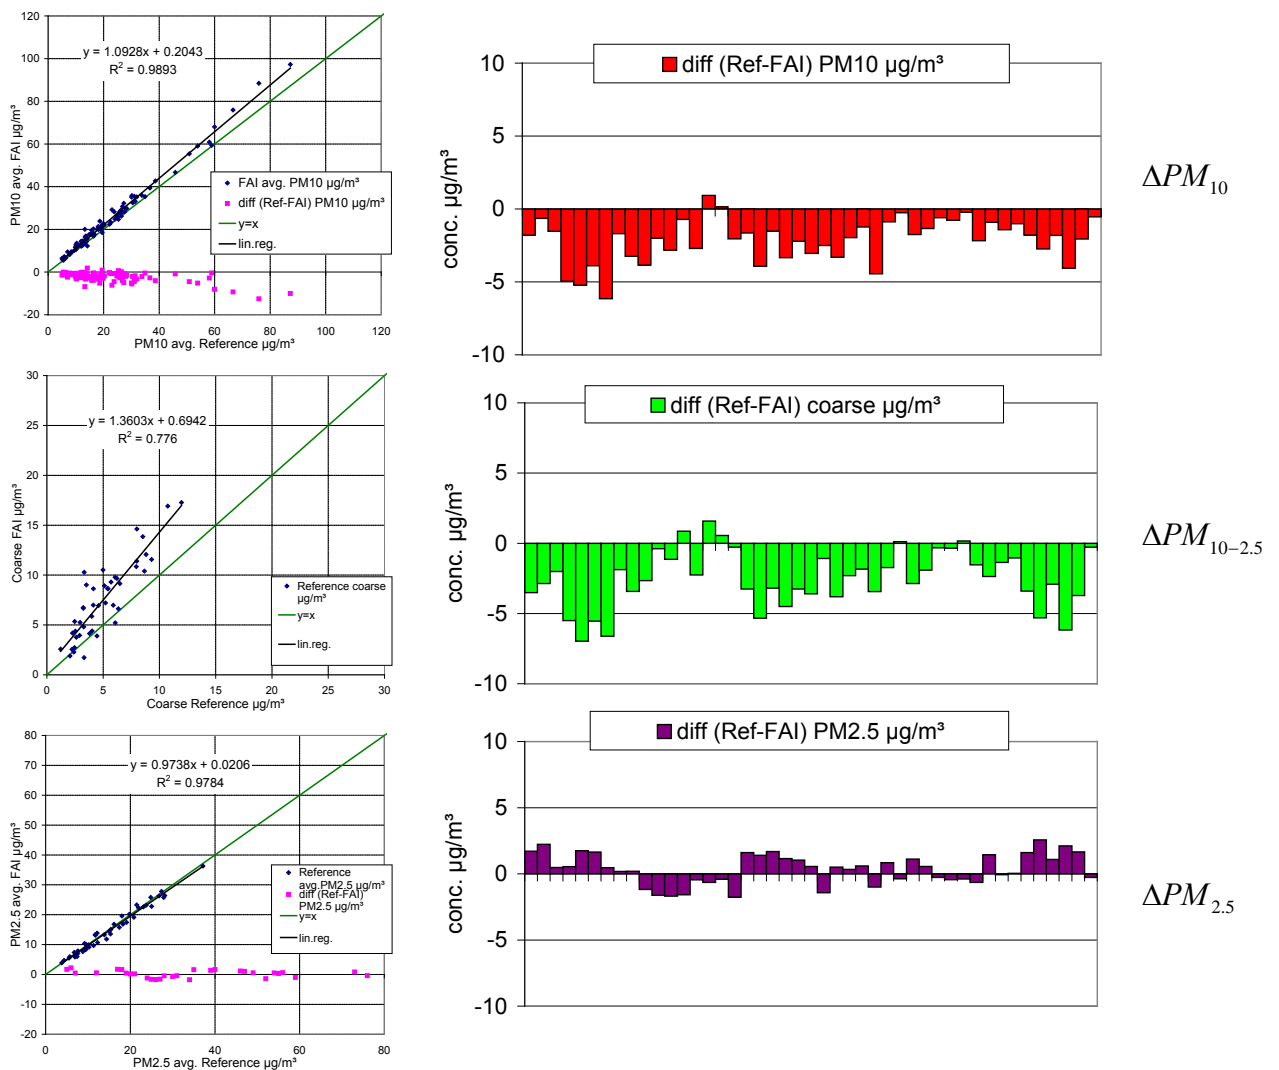 120
100
80
60
40
20
0
-20
PM10 avg. FAI µg/m³
y = 1.0928x + 0.2043
R² = 0.9893
FAI avg. PM10 µg/m³
diff (Ref-FAI) PM10 µg/m³
y=x
lin.reg.
0 20 40 60 80 100 120
PM10 avg. Reference µg/m³
diff (Ref-FAI) PM10 µg/m³
10
5
0
-5
-10
conc. µg/m³
ΔPM₁₀
30
25
20
15
10
5
0
Coarse FAI µg/m³
y = 1.3603x + 0.6942
R² = 0.776
Reference coarse
µg/m³
y=x
lin.reg.
0 5 10 15 20 25 30
Coarse Reference µg/m³
diff (Ref-FAI) coarse µg/m³
10
5
0
-5
-10
conc. µg/m³
ΔPM₁₀₋₂.₅
80
70
60
50
40
30
20
10
0
-10
-20
PM2.5 avg. FAI µg/m³
y = 0.9738x + 0.0206
R² = 0.9784
Reference
avg.PM2.5 µg/m³
diff (Ref-FAI)
PM2.5 µg/m³
y=x
lin.reg.
0 20 40 60 80
PM2.5 avg. Reference µg/m³
diff (Ref-FAI) PM2.5 µg/m³
10
5
0
-5
-10
conc. µg/m³
ΔPM₂.₅